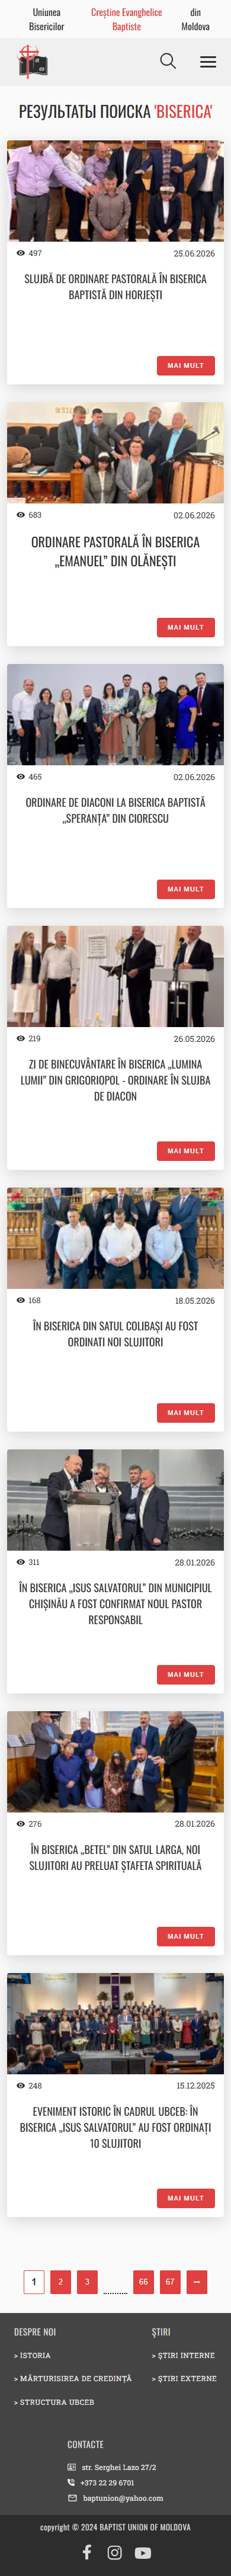 Uniunea Creștine Evanghelice din
Bisericilor Baptiste Moldova
РЕЗУЛЬТАТЫ ПОИСКА 'BISERICA'
497 25.06.2026
SLUJBĂ DE ORDINARE PASTORALĂ ÎN BISERICA
BAPTISTĂ DIN HORJEȘTI
MAI MULT
683 02.06.2026
ORDINARE PASTORALĂ ÎN BISERICA
„EMANUEL” DIN OLĂNEȘTI
MAI MULT
465 02.06.2026
ORDINARE DE DIACONI LA BISERICA BAPTISTĂ
„SPERANȚA” DIN CIORESCU
MAI MULT
219 26.05.2026
ZI DE BINECUVÂNTARE ÎN BISERICA „LUMINA
LUMII” DIN GRIGORIOPOL - ORDINARE ÎN SLUJBA
DE DIACON
MAI MULT
168 18.05.2026
ÎN BISERICA DIN SATUL COLIBAȘI AU FOST
ORDINATI NOI SLUJITORI
MAI MULT
311 28.01.2026
ÎN BISERICA „ISUS SALVATORUL” DIN MUNICIPIUL
CHIȘINĂU A FOST CONFIRMAT NOUL PASTOR
RESPONSABIL
MAI MULT
276 28.01.2026
ÎN BISERICA „BETEL” DIN SATUL LARGA, NOI
SLUJITORI AU PRELUAT ȘTAFETA SPIRITUALĂ
MAI MULT
248 15.12.2025
EVENIMENT ISTORIC ÎN CADRUL UBCEB: ÎN
BISERICA „ISUS SALVATORUL” AU FOST ORDINAȚI
10 SLUJITORI
MAI MULT
1 2 3 ........ 66 67
DESPRE NOI ȘTIRI
> ISTORIA > ȘTIRI INTERNE
> MĂRTURISIREA DE CREDINȚĂ > ȘTIRI EXTERNE
> STRUCTURA UBCEB
CONTACTE
str. Serghei Lazo 27/2
+373 22 29 6701
baptunion@yahoo.com
copyright © 2024 BAPTIST UNION OF MOLDOVA